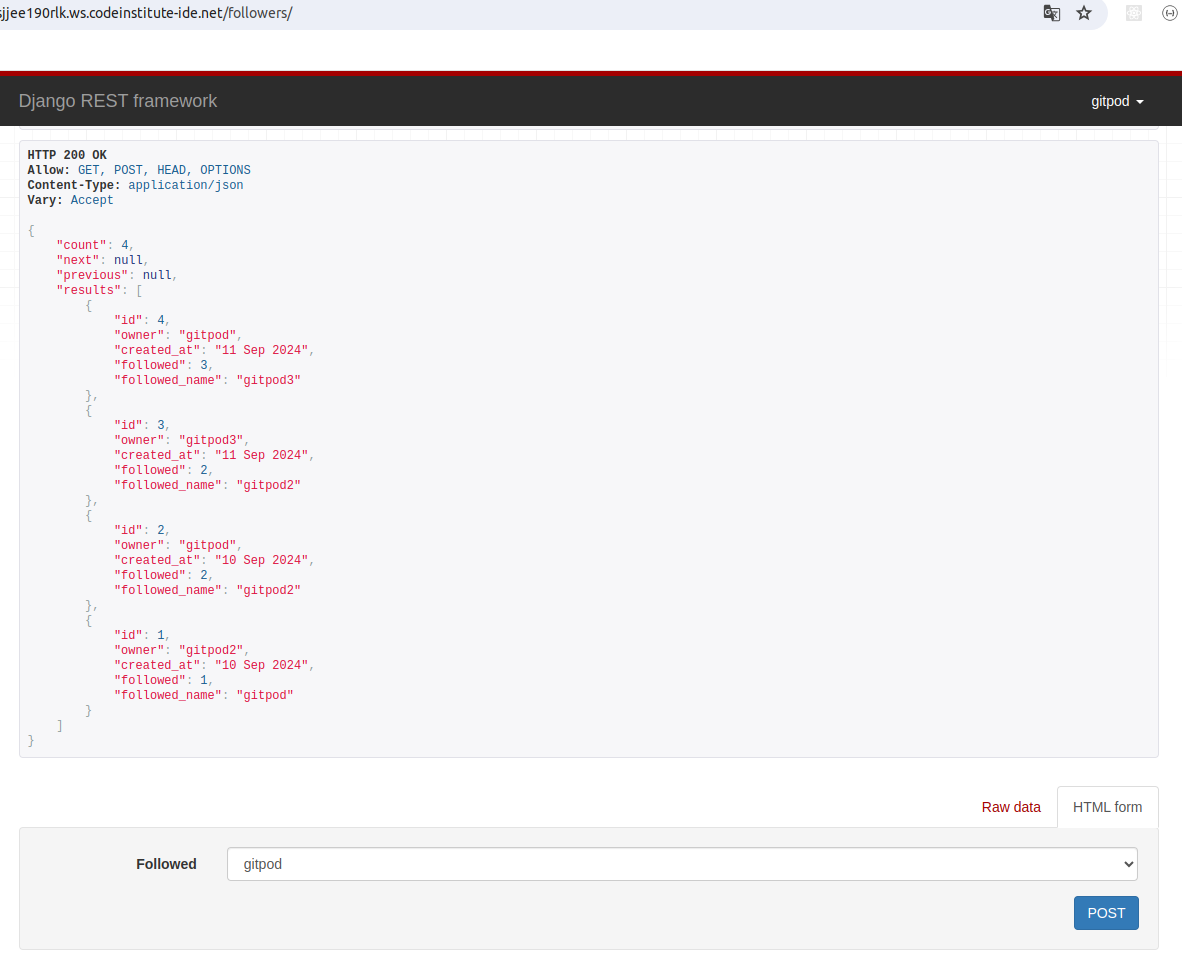 sjjee190rlk.ws.codeinstitute-ide.net/followers/
Django REST framework
gitpod
HTTP 200 OK
Allow: GET, POST, HEAD, OPTIONS
Content-Type: application/json
Vary: Accept
{
    "count": 4,
    "next": null,
    "previous": null,
    "results": [
        {
            "id": 4,
            "owner": "gitpod",
            "created_at": "11 Sep 2024",
            "followed": 3,
            "followed_name": "gitpod3"
        },
        {
            "id": 3,
            "owner": "gitpod3",
            "created_at": "11 Sep 2024",
            "followed": 2,
            "followed_name": "gitpod2"
        },
        {
            "id": 2,
            "owner": "gitpod",
            "created_at": "10 Sep 2024",
            "followed": 2,
            "followed_name": "gitpod2"
        },
        {
            "id": 1,
            "owner": "gitpod2",
            "created_at": "10 Sep 2024",
            "followed": 1,
            "followed_name": "gitpod"
        }
    ]
}
Raw data
HTML form
Followed
gitpod
POST